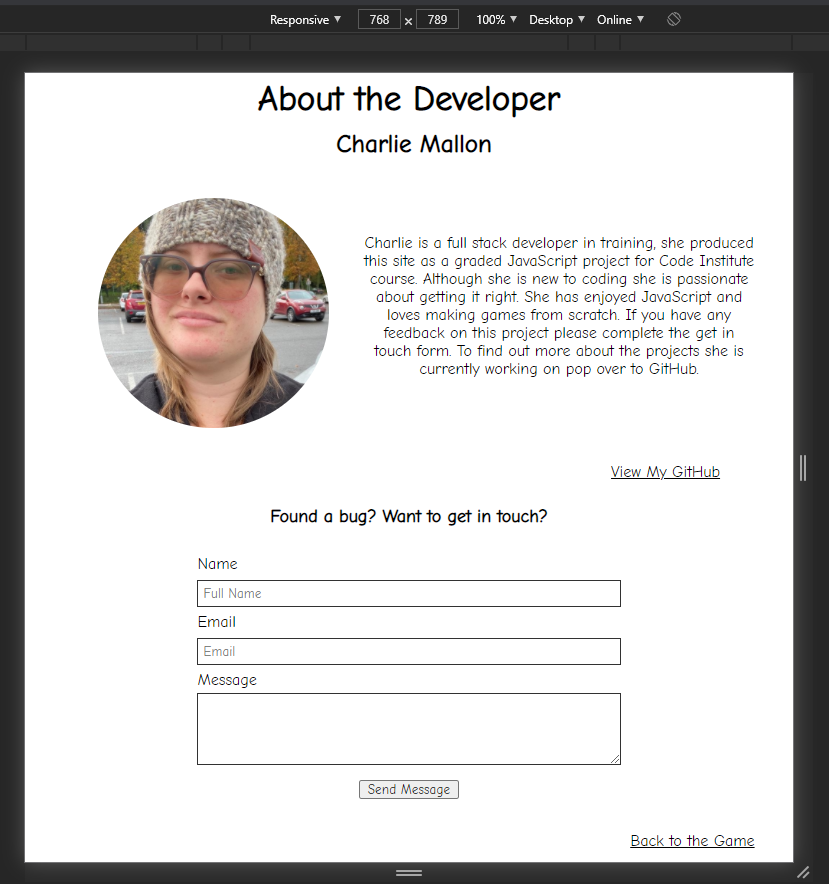 Responsive ▼ 768 × 789 100% ▼ Desktop ▼ Online ▼
About the Developer
Charlie Mallon
Charlie is a full stack developer in training, she produced
this site as a graded JavaScript project for Code Institute
course. Although she is new to coding she is passionate
about getting it right. She has enjoyed JavaScript and
loves making games from scratch. If you have any
feedback on this project please complete the get in
touch form. To find out more about the projects she is
currently working on pop over to GitHub.
View My GitHub
Found a bug? Want to get in touch?
Name
Full Name
Email
Email
Message
Send Message
Back to the Game